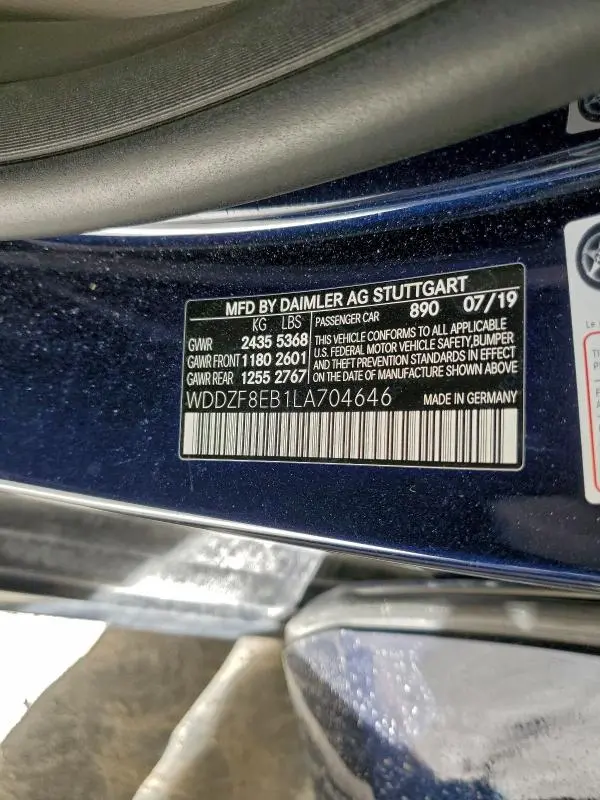 MFD BY DAIMLER AG STUTTGART
KG LBS PASSENGER CAR 890 07/19
GVWR 2435 5368
GAWR FRONT 1180 2601
GAWR REAR 1255 2767
THIS VEHICLE CONFORMS TO ALL APPLICABLE
U.S. FEDERAL MOTOR VEHICLE SAFETY,BUMPER
AND THEFT PREVENTION STANDARDS IN EFFECT
ON THE DATE OF MANUFACTURE SHOWN ABOVE
WDDZF8EB1LA704646 MADE IN GERMANY
Le